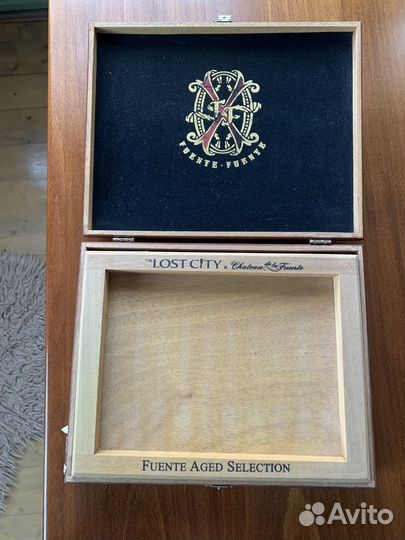 FUENTE · FUENTE
THE LOST CITY & Chateau de la Fuente
FUENTE AGED SELECTION
Avito